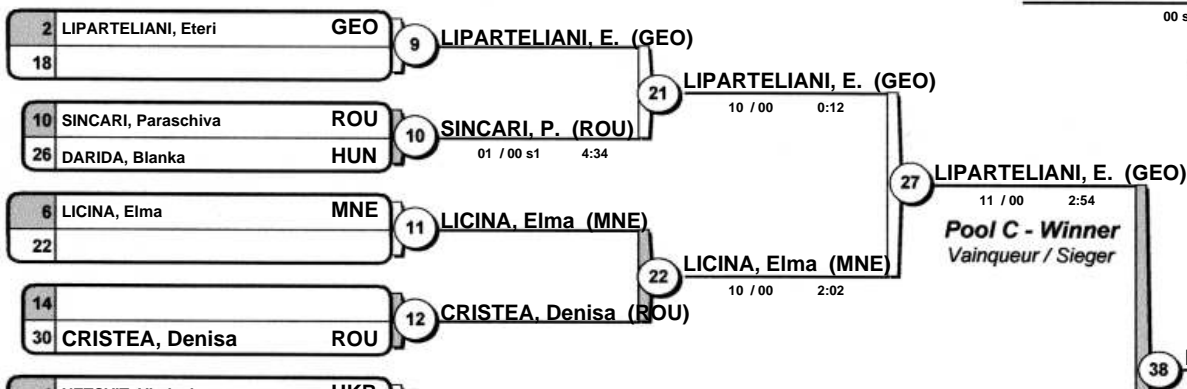 00 s
2 LIPARTELIANI, Eteri GEO
18
9 LIPARTELIANI, E. (GEO)
10 SINCARI, Paraschiva ROU
26 DARIDA, Blanka HUN
10 SINCARI, P. (ROU)
01 / 00 s1 4:34
21 LIPARTELIANI, E. (GEO)
10 / 00 0:12
6 LICINA, Elma MNE
22
11 LICINA, Elma (MNE)
14
30 CRISTEA, Denisa ROU
12 CRISTEA, Denisa (ROU)
22 LICINA, Elma (MNE)
10 / 00 2:02
27 LIPARTELIANI, E. (GEO)
11 / 00 2:54
Pool C - Winner
Vainqueur / Sieger
38